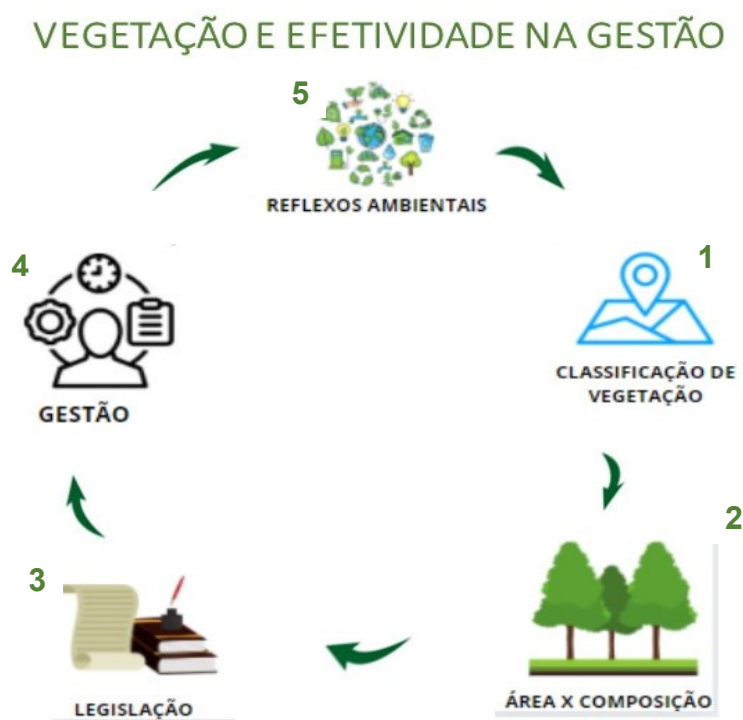 VEGETAÇÃO E EFETIVIDADE NA GESTÃO
5
REFLEXOS AMBIENTAIS
1
CLASSIFICAÇÃO DE
VEGETAÇÃO
2
ÁREA X COMPOSIÇÃO
3
LEGISLAÇÃO
4
GESTÃO